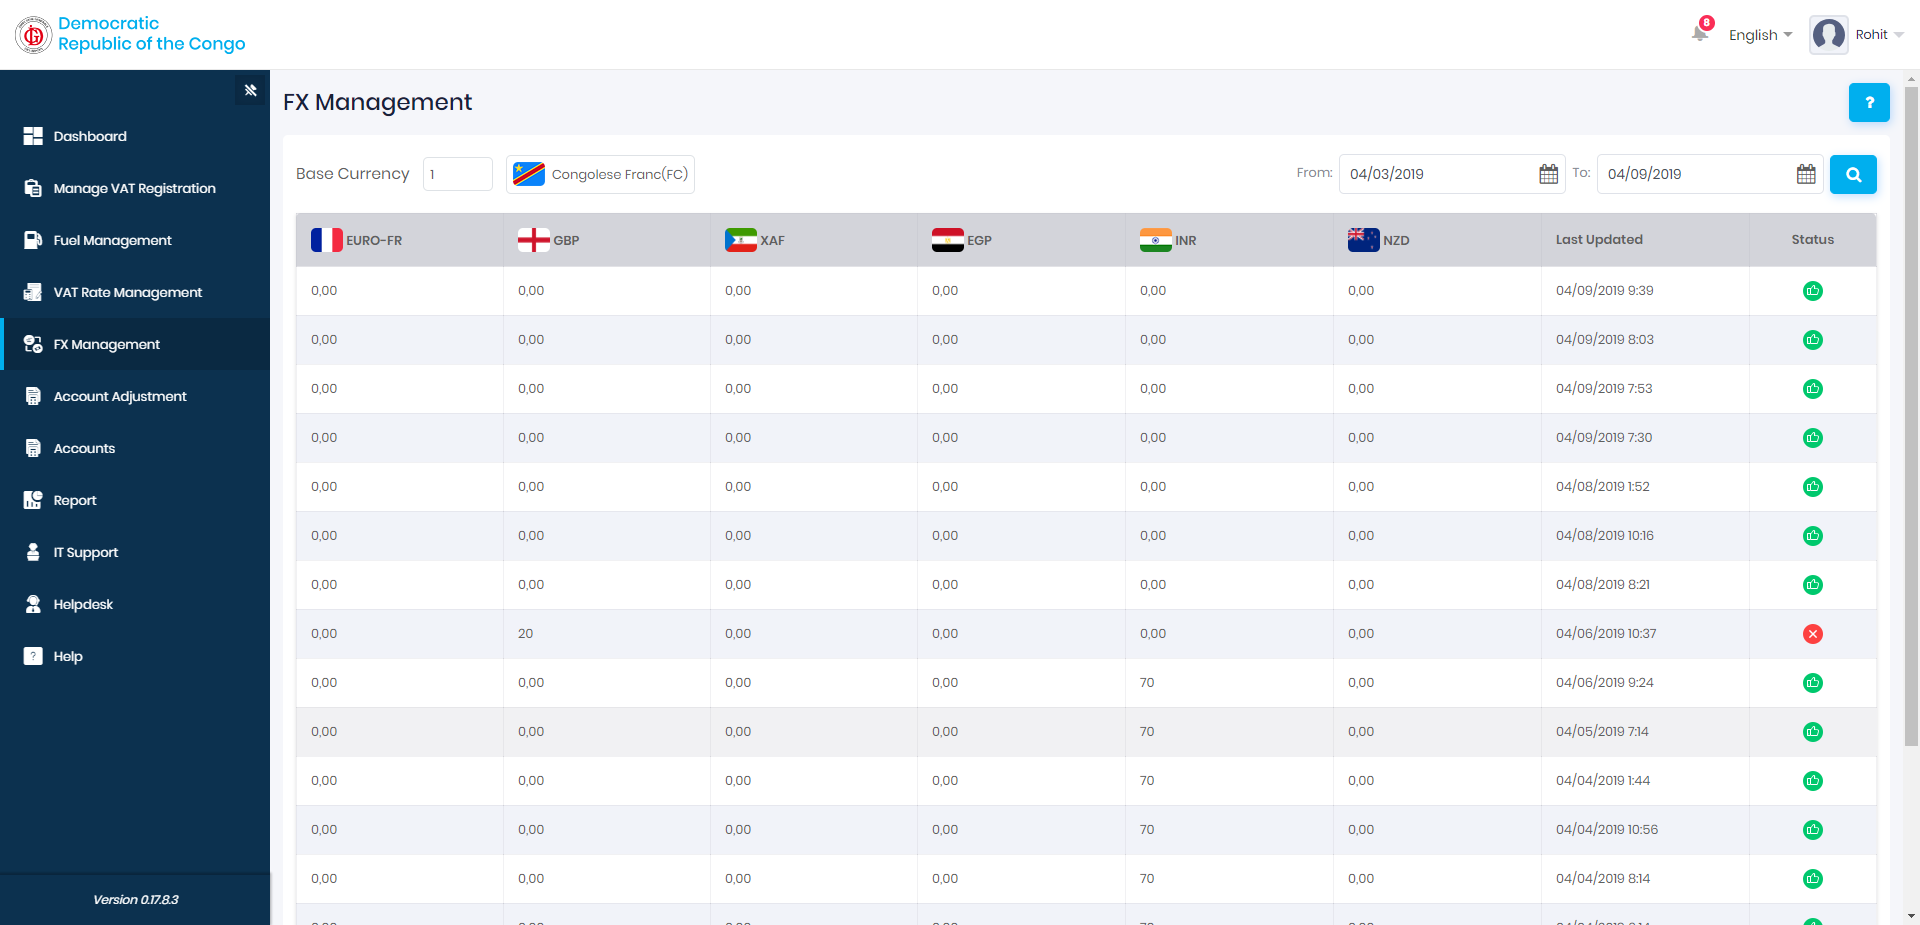 Democratic
Republic of the Congo
8
English
Rohit
Dashboard
Manage VAT Registration
Fuel Management
VAT Rate Management
FX Management
Account Adjustment
Accounts
Report
IT Support
Helpdesk
? Help
Version 0.17.8.3
FX Management
?
Base Currency 1 Congolese Franc(FC) From: 04/03/2019 To: 04/09/2019
EURO-FR GBP XAF EGP INR NZD Last Updated Status
0,00 0,00 0,00 0,00 0,00 0,00 04/09/2019 9:39
0,00 0,00 0,00 0,00 0,00 0,00 04/09/2019 8:03
0,00 0,00 0,00 0,00 0,00 0,00 04/09/2019 7:53
0,00 0,00 0,00 0,00 0,00 0,00 04/09/2019 7:30
0,00 0,00 0,00 0,00 0,00 0,00 04/08/2019 1:52
0,00 0,00 0,00 0,00 0,00 0,00 04/08/2019 10:16
0,00 0,00 0,00 0,00 0,00 0,00 04/08/2019 8:21
0,00 20 0,00 0,00 0,00 0,00 04/06/2019 10:37
0,00 0,00 0,00 0,00 70 0,00 04/06/2019 9:24
0,00 0,00 0,00 0,00 70 0,00 04/05/2019 7:14
0,00 0,00 0,00 0,00 70 0,00 04/04/2019 1:44
0,00 0,00 0,00 0,00 70 0,00 04/04/2019 10:56
0,00 0,00 0,00 0,00 70 0,00 04/04/2019 8:14